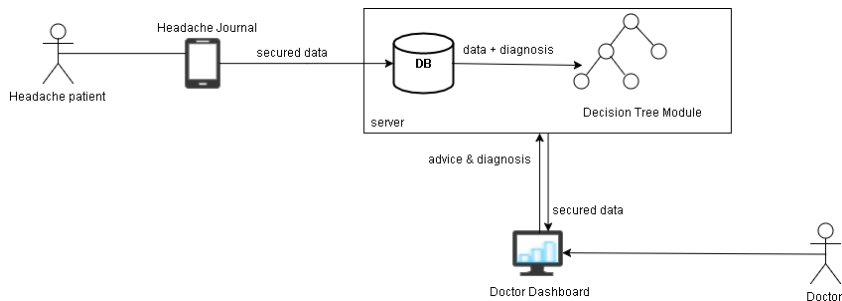 Headache Journal
Headache patient
secured data
DB
data + diagnosis
Decision Tree Module
server
advice & diagnosis
secured data
Doctor Dashboard
Doctor